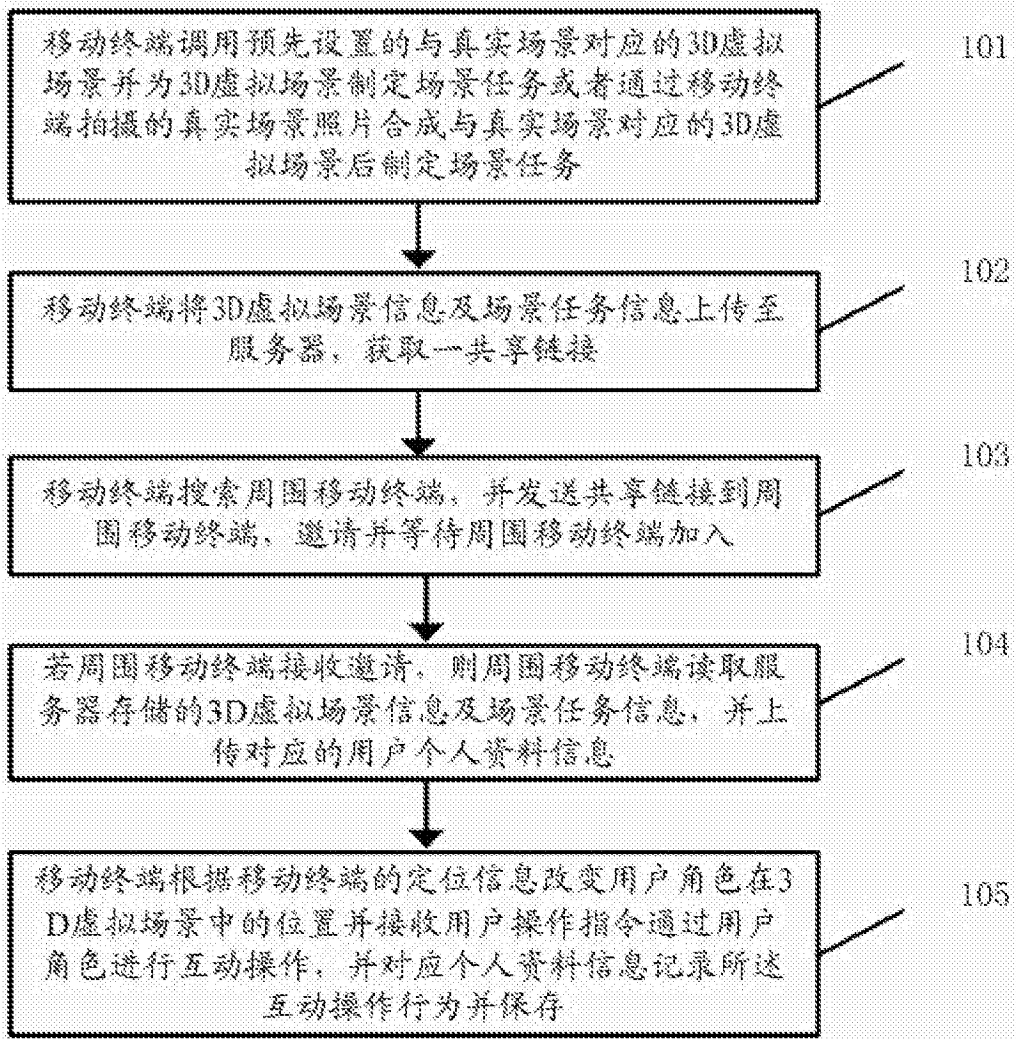 移动终端调用预先设置的与真实场景对应的3D虚拟
场景并为3D虚拟场景制定场景任务或者通过移动终
端拍摄的真实场景照片合成与真实场景对应的3D虚
拟场景后制定场景任务
101
移动终端将3D虚拟场景信息及场景任务信息上传至
服务器，获取一共享链接
102
移动终端搜索周围移动终端，并发送共享链接到周
围移动终端，邀请并等待周围移动终端加入
103
若周围移动终端接收邀请，则周围移动终端读取服
务器存储的3D虚拟场景信息及场景任务信息，并上
传对应的用户个人资料信息
104
移动终端根据移动终端的定位信息改变用户角色在3
D虚拟场景中的位置并接收用户操作指令通过用户
角色进行互动操作，并对应个人资料信息记录所述
互动操作行为并保存
105